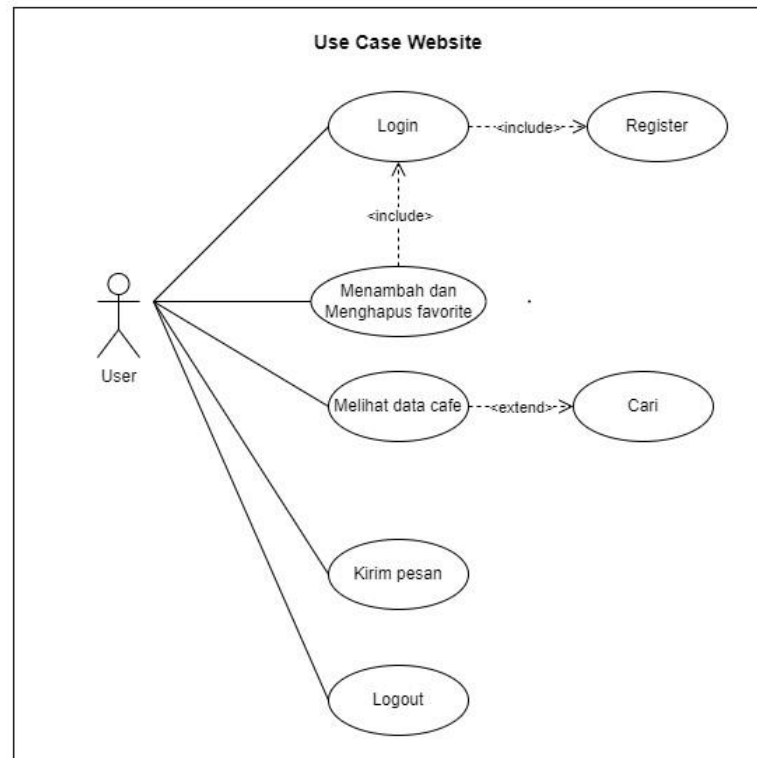 Use Case Website
Login
<include>
Register
<include>
Menambah dan
Menghapus favorite
User
Melihat data cafe
<extend>
Cari
Kirim pesan
Logout